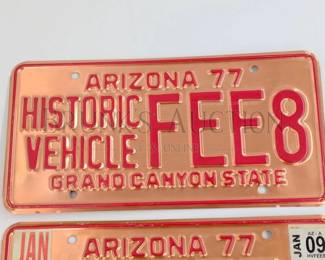 ARIZONA 77
HISTORIC
VEHICLE
FEE8
GRAND CANYON STATE
JAN
ARIZONA 77
JAN
09